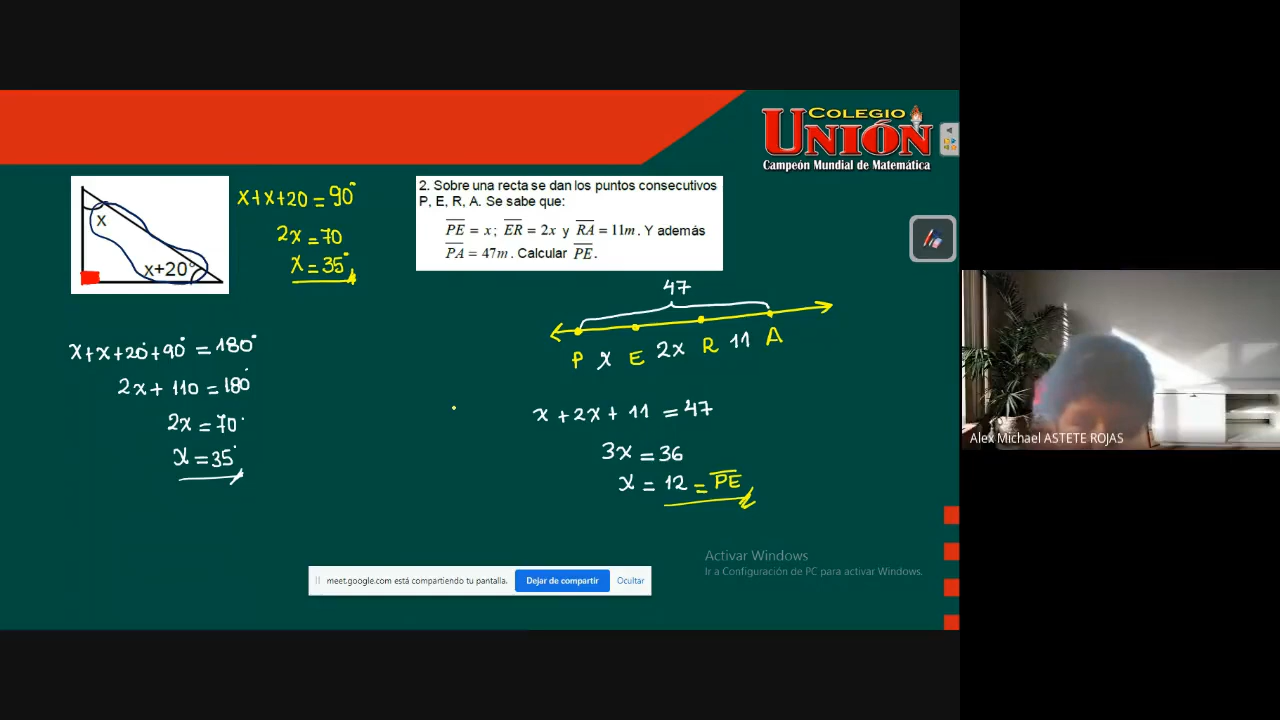 COLEGIO
UNIÓN
Campeón Mundial de Matemática
x
x+20°
x+x+20=90°
2x=70
x=35°
x+x+20°+90°=180°
2x+110=180°
2x=70°
x=35°
2. Sobre una recta se dan los puntos consecutivos
P, E, R, A. Se sabe que:
PE = x; ER = 2x y RA = 11m. Y además
PA = 47m. Calcular PE.
47
P x E 2x R 11 A
x+2x+11=47
3x=36
x=12=PE
Alex Michael ASTETE ROJAS
Activar Windows
Ir a Configuración de PC para activar Windows.
meet.google.com está compartiendo tu pantalla.
Dejar de compartir
Ocultar